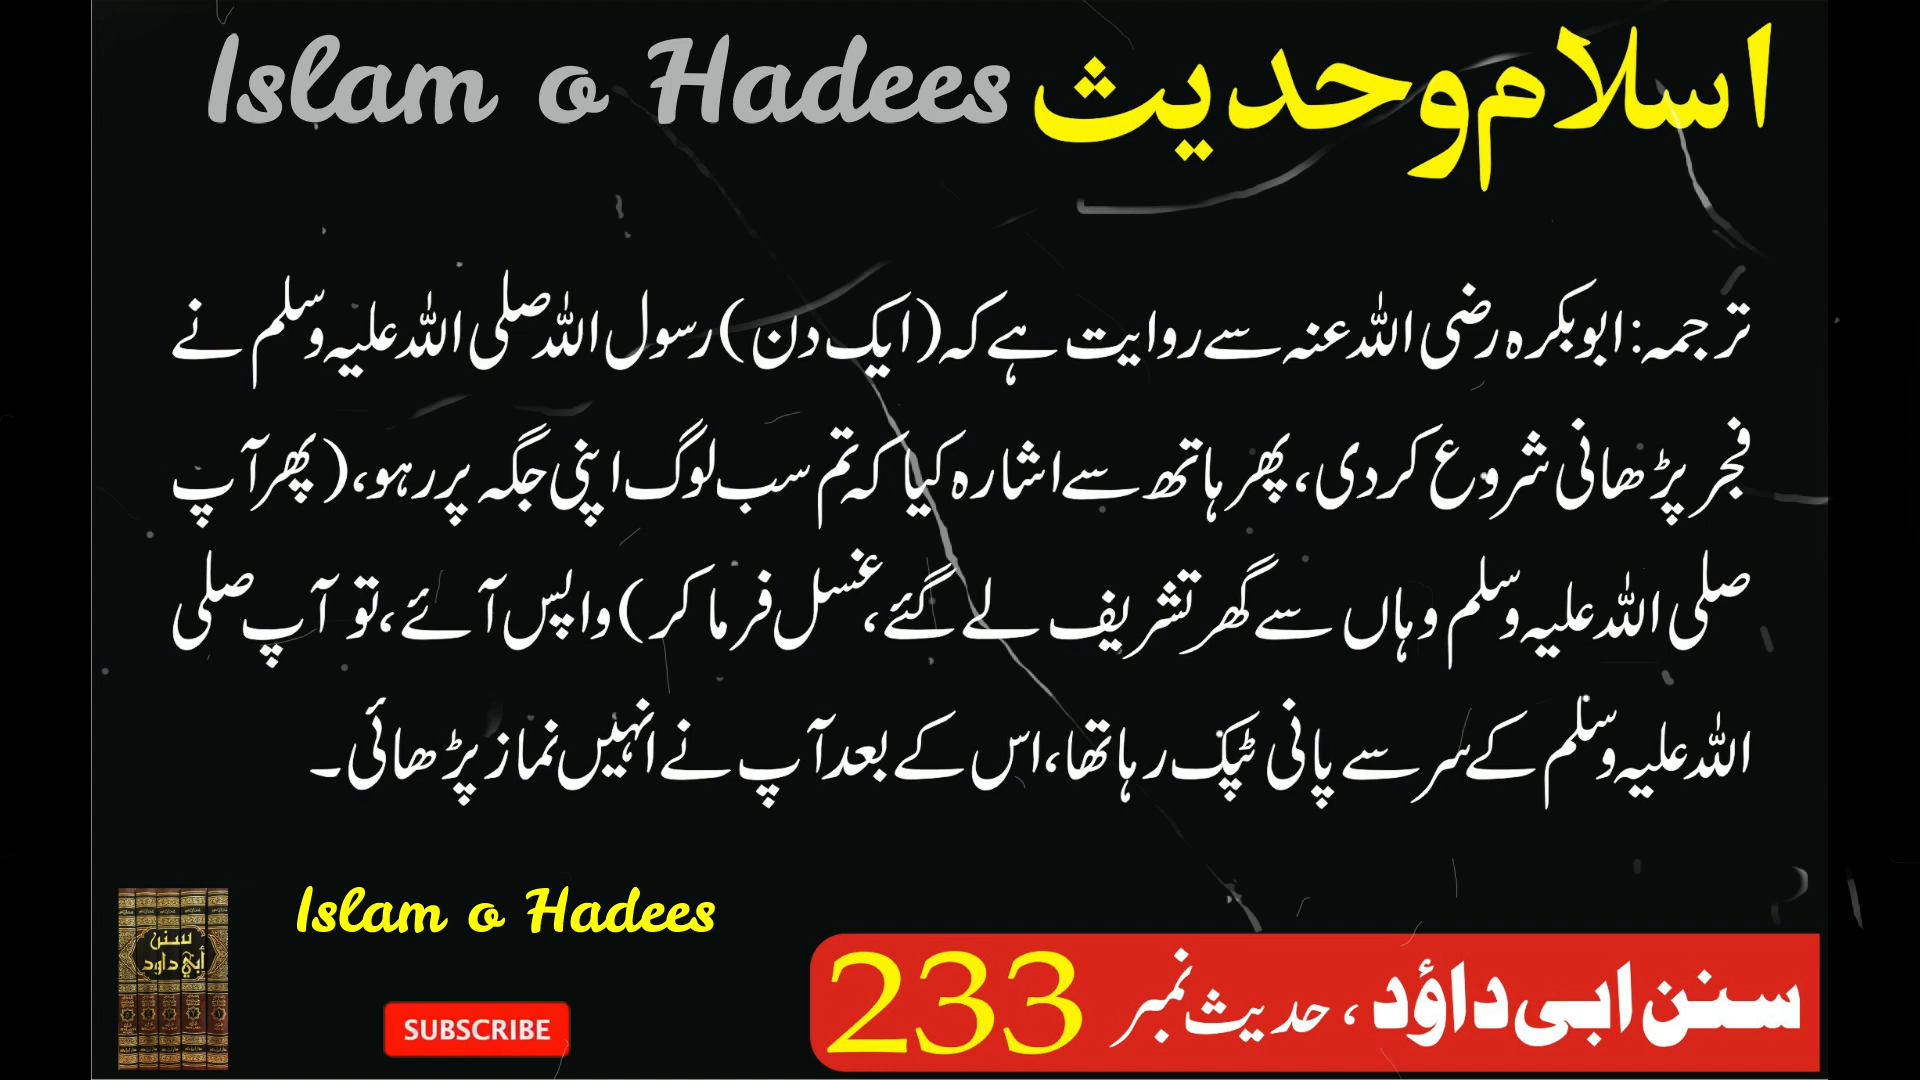 Islam o Hadees اسلام و حدیث
ترجمہ: ابوبکرہ رضی اللہ عنہ سے روایت ہے کہ (ایک دن) رسول اللہ صلی اللہ علیہ وسلم نے
فجر پڑھانی شروع کر دی، پھر ہاتھ سے اشارہ کیا کہ تم سب لوگ اپنی جگہ پر رہو، (پھر آپ
صلی اللہ علیہ وسلم وہاں سے گھر تشریف لے گئے، غسل فرما کر) واپس آئے، تو آپ صلی
اللہ علیہ وسلم کے سر سے پانی ٹپک رہا تھا، اس کے بعد آپ نے انہیں نماز پڑھائی۔
Islam o Hadees
سنن
أبي داود
سنن ابی داؤد، حدیث نمبر 233
SUBSCRIBE